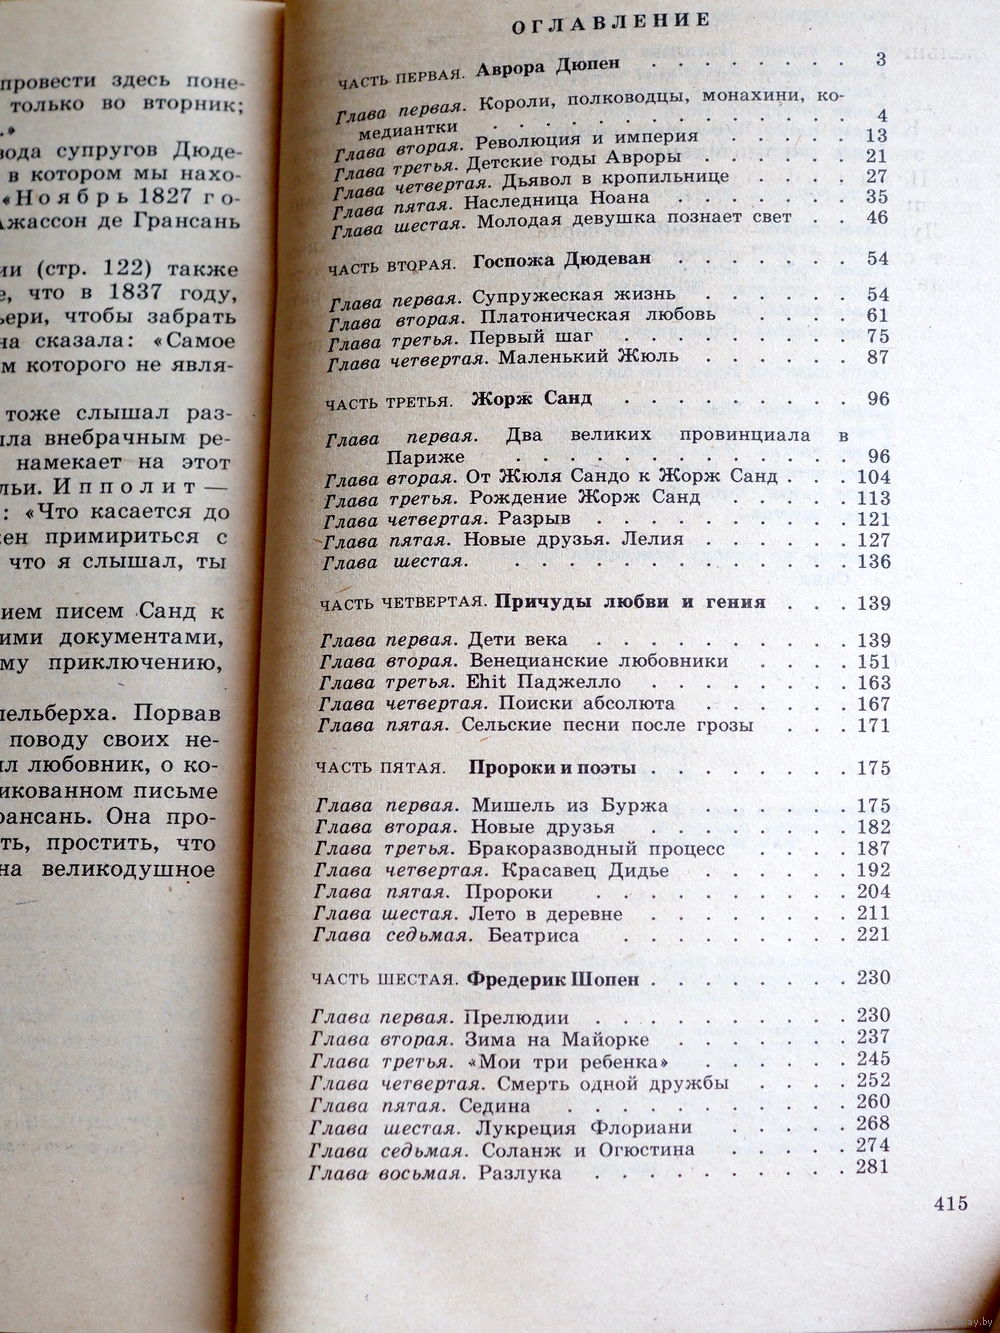 провести здесь поне-
только во вторник;
.»
вода супругов Дюде-
в котором мы нахо-
«Ноябрь 1827 го-
Ажассон де Грансань
(стр. 122) также
что в 1837 году,
чтобы забрать
на сказала: «Самое
м которого не явля-
тоже слышал раз-
ыла внебрачным ре-
намекает на этот
Ипполит —
: «Что касается до
жен примириться с
что я слышал, ты
нием писем Санд к
ими документами,
му приключению,
пельберха. Порвав
поводу своих не-
ыл любовник, о ко-
ликованном письме
рансань. Она про-
ть, простить, что
на великодушное
ОГЛАВЛЕНИЕ
ЧАСТЬ ПЕРВАЯ. Аврора Дюпен . . . . . . . . 3
Глава первая. Короли, полководцы, монахини, ко-
медиантки . . . . . . . . . . . . . 4
Глава вторая. Революция и империя . . . . . 13
Глава третья. Детские годы Авроры . . . . . . 21
Глава четвертая. Дьявол в кропильнице . . . . 27
Глава пятая. Наследница Ноана . . . . . . . 35
Глава шестая. Молодая девушка познает свет . . 46
ЧАСТЬ ВТОРАЯ. Госпожа Дюдеван . . . . . . . 54
Глава первая. Супружеская жизнь . . . . . . 54
Глава вторая. Платоническая любовь . . . . 61
Глава третья. Первый шаг . . . . . . . . 75
Глава четвертая. Маленький Жюль . . . . . . 87
ЧАСТЬ ТРЕТЬЯ. Жорж Санд . . . . . . . . . 96
Глава первая. Два великих провинциала в
Париже . . . . . . . . . . . . . 96
Глава вторая. От Жюля Сандо к Жорж Санд . . . 104
Глава третья. Рождение Жорж Санд . . . . . 113
Глава четвертая. Разрыв . . . . . . . . . . 121
Глава пятая. Новые друзья. Лелия . . . . . . 127
Глава шестая. . . . . . . . . . . . . . 136
ЧАСТЬ ЧЕТВЕРТАЯ. Причуды любви и гения . . . 139
Глава первая. Дети века . . . . . . . . . . 139
Глава вторая. Венецианские любовники . . . . 151
Глава третья. Ehit Паджелло . . . . . . . . 163
Глава четвертая. Поиски абсолюта . . . . . . 167
Глава пятая. Сельские песни после грозы . . . 171
ЧАСТЬ ПЯТАЯ. Пророки и поэты . . . . . . . . 175
Глава первая. Мишель из Буржа . . . . . . 175
Глава вторая. Новые друзья . . . . . . . . 182
Глава третья. Бракоразводный процесс . . . . 187
Глава четвертая. Красавец Дидье . . . . . . 192
Глава пятая. Пророки . . . . . . . . . . 204
Глава шестая. Лето в деревне . . . . . . . . 211
Глава седьмая. Беатриса . . . . . . . . . 221
ЧАСТЬ ШЕСТАЯ. Фредерик Шопен . . . . . . . . 230
Глава первая. Прелюдии . . . . . . . . . . 230
Глава вторая. Зима на Майорке . . . . . . . 237
Глава третья. «Мои три ребенка» . . . . . . 245
Глава четвертая. Смерть одной дружбы . . . . 252
Глава пятая. Седина . . . . . . . . . . . 260
Глава шестая. Лукреция Флориани . . . . . 268
Глава седьмая. Соланж и Огюстина . . . . . 274
Глава восьмая. Разлука . . . . . . . . . . 281
415